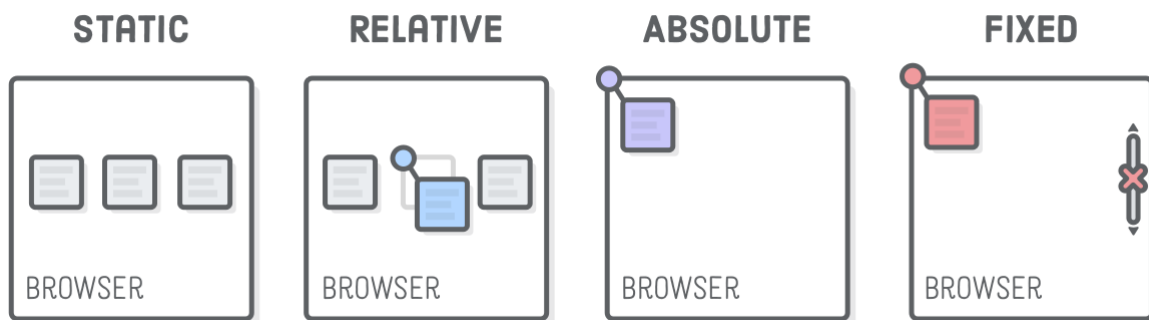 STATIC
RELATIVE
ABSOLUTE
FIXED
BROWSER
BROWSER
BROWSER
BROWSER